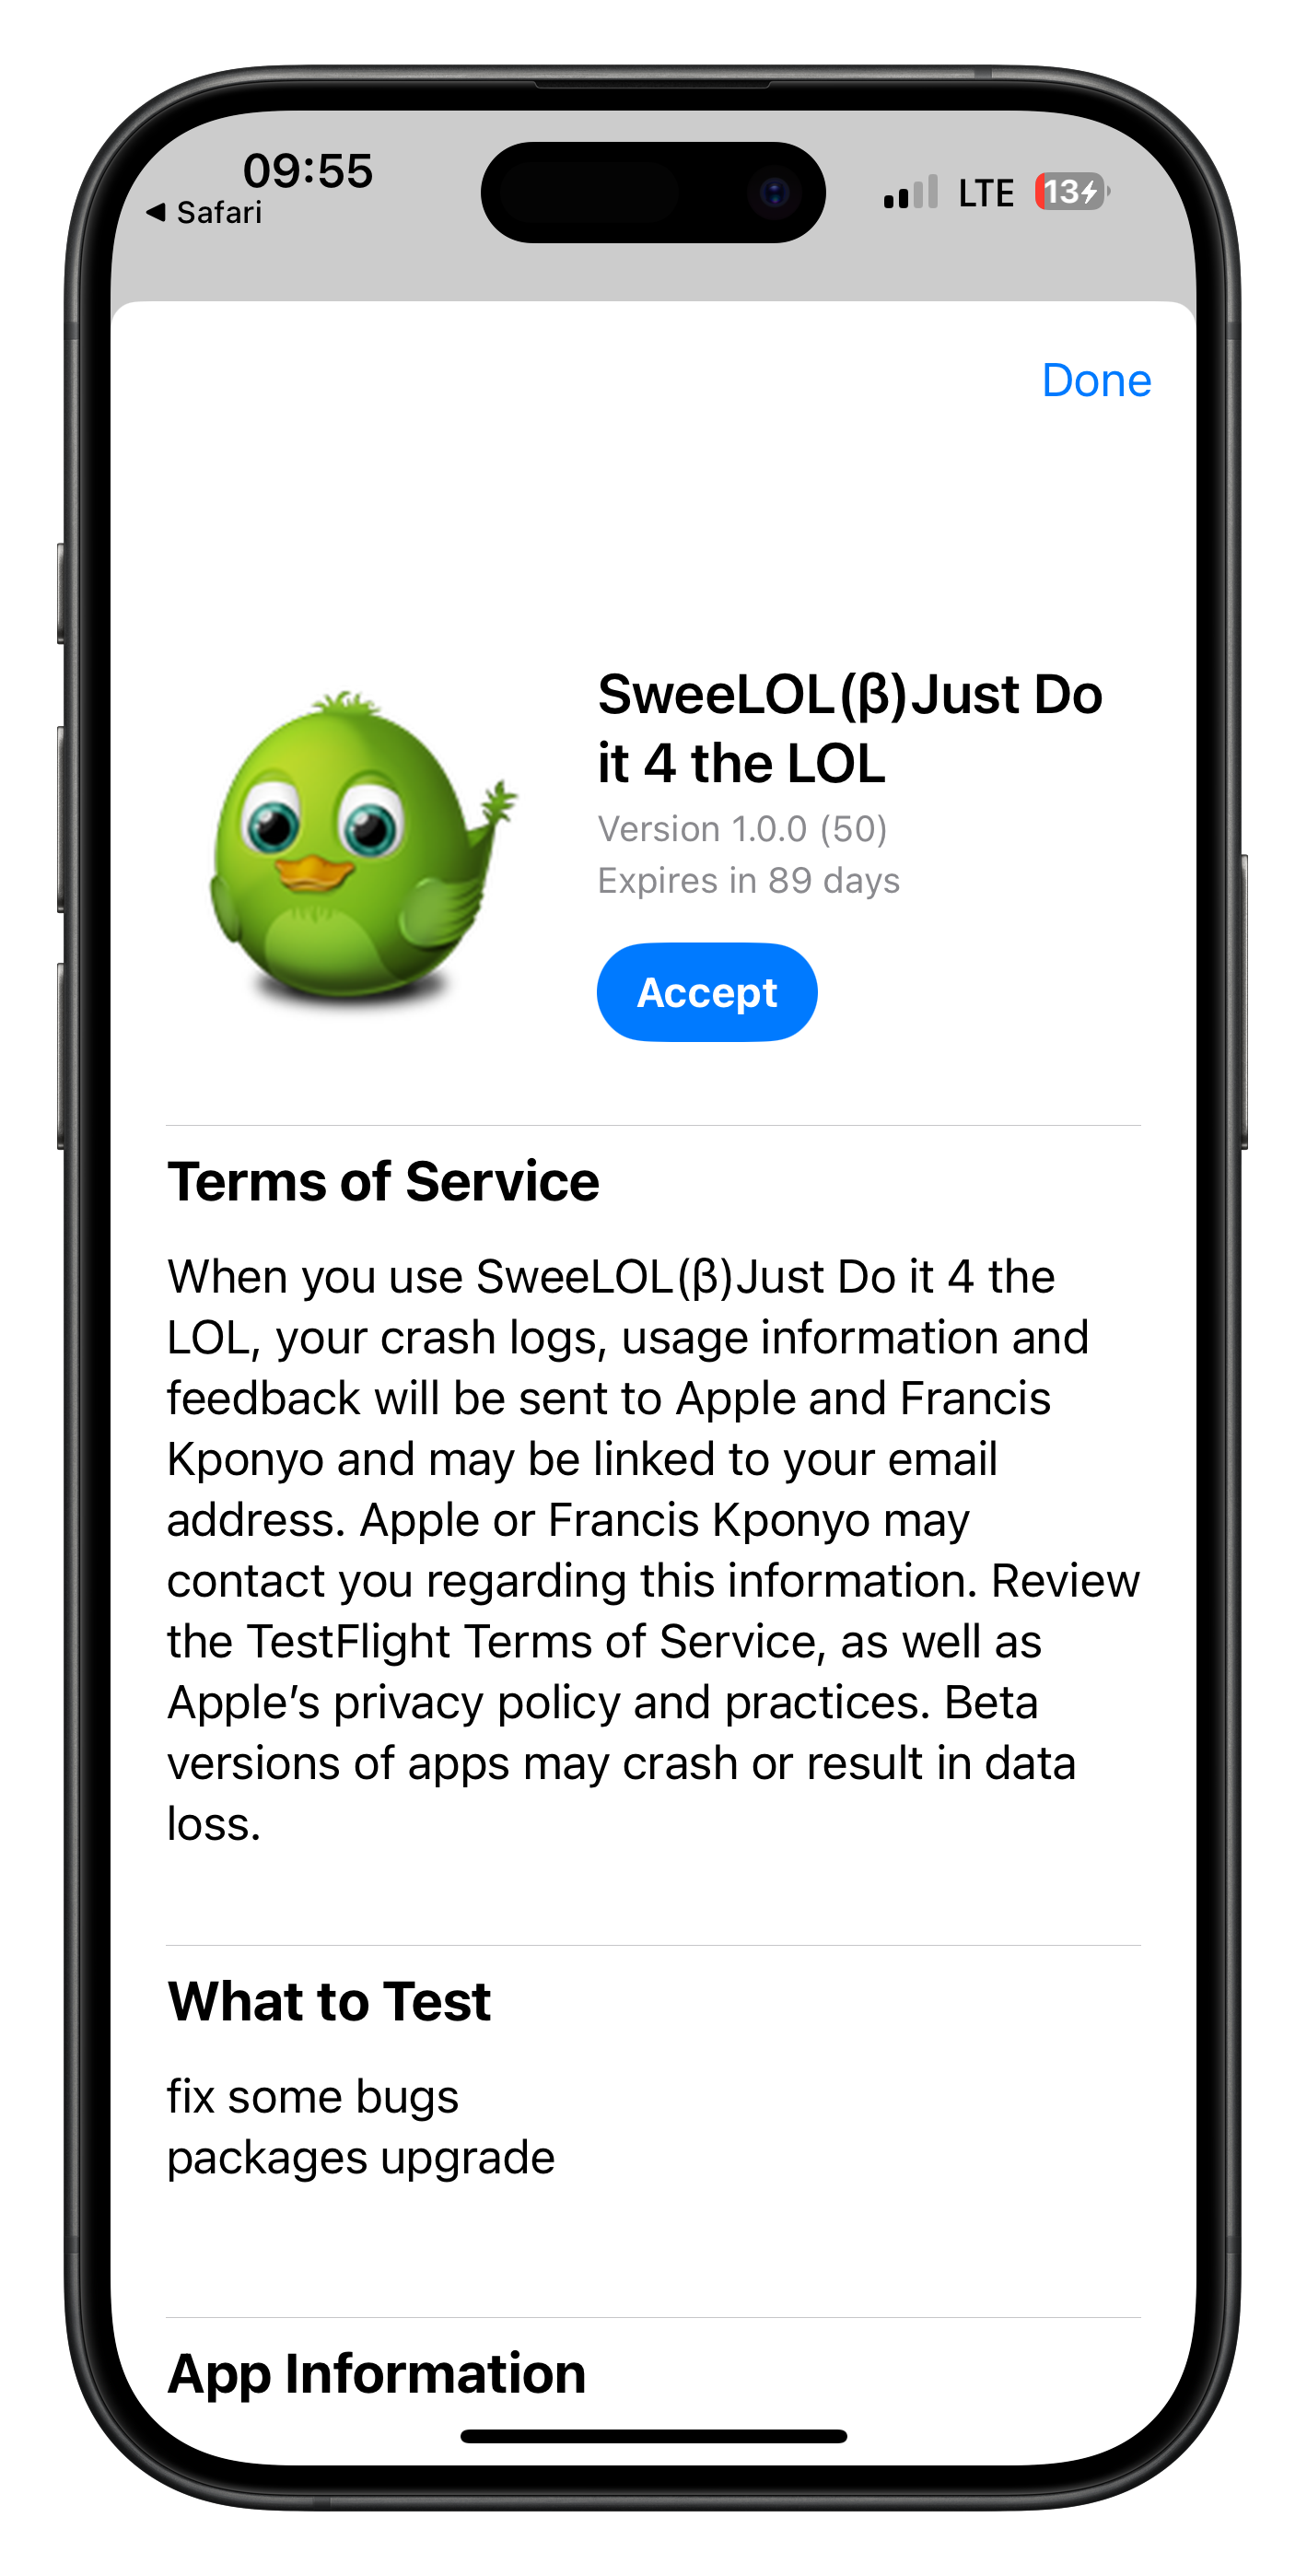 09:55
◀ Safari
LTE
13
Done
SweeLOL(β)Just Do
it 4 the LOL
Version 1.0.0 (50)
Expires in 89 days
Accept
Terms of Service
When you use SweeLOL(β)Just Do it 4 the
LOL, your crash logs, usage information and
feedback will be sent to Apple and Francis
Kponyo and may be linked to your email
address. Apple or Francis Kponyo may
contact you regarding this information. Review
the TestFlight Terms of Service, as well as
Apple’s privacy policy and practices. Beta
versions of apps may crash or result in data
loss.
What to Test
fix some bugs
packages upgrade
App Information